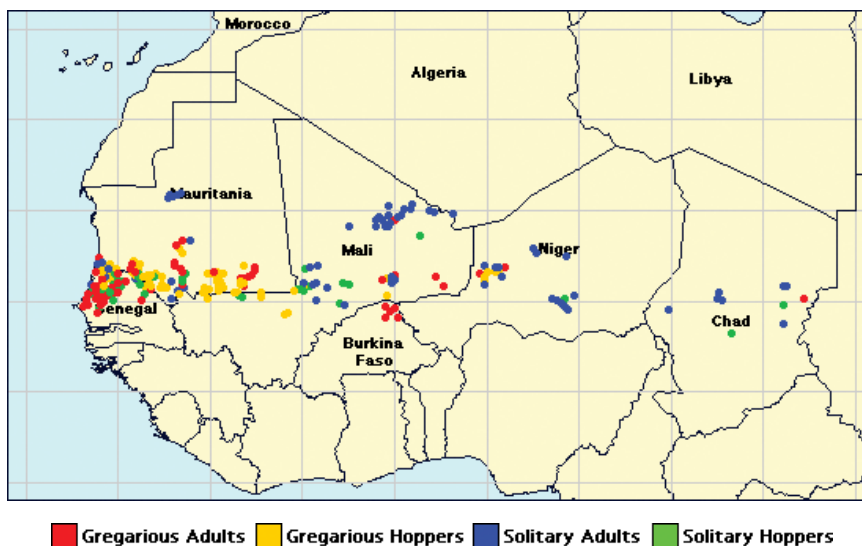 Morocco
Algeria
Libya
Mauritania
Mali
Niger
Senegal
Chad
Burkina
Faso
Gregarious Adults
Gregarious Hoppers
Solitary Adults
Solitary Hoppers